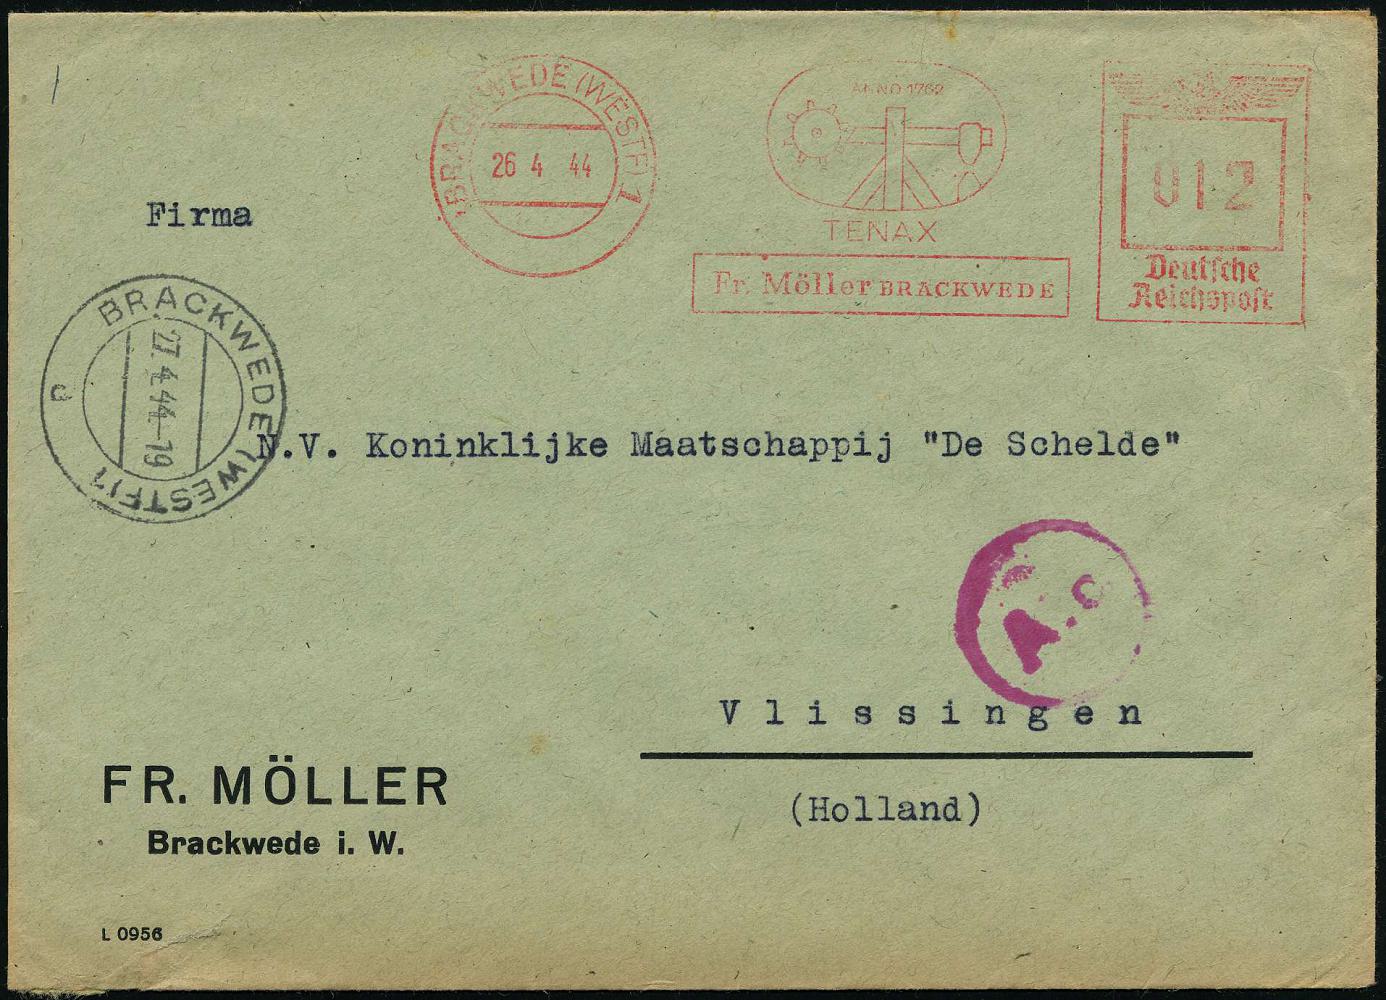 BRACKWEDE (WESTF) 1
26 4 44
ANNO 1762
TENAX
Fr. Möller BRACKWEDE
012
Deutsche
Reichspost
Firma
BRACKWEDE (WESTF) 1
27.4.44-19
N.V. Koninklijke Maatschappij "De Schelde"
A.c
Vlissingen
(Holland)
FR. MÖLLER
Brackwede i. W.
L 0956